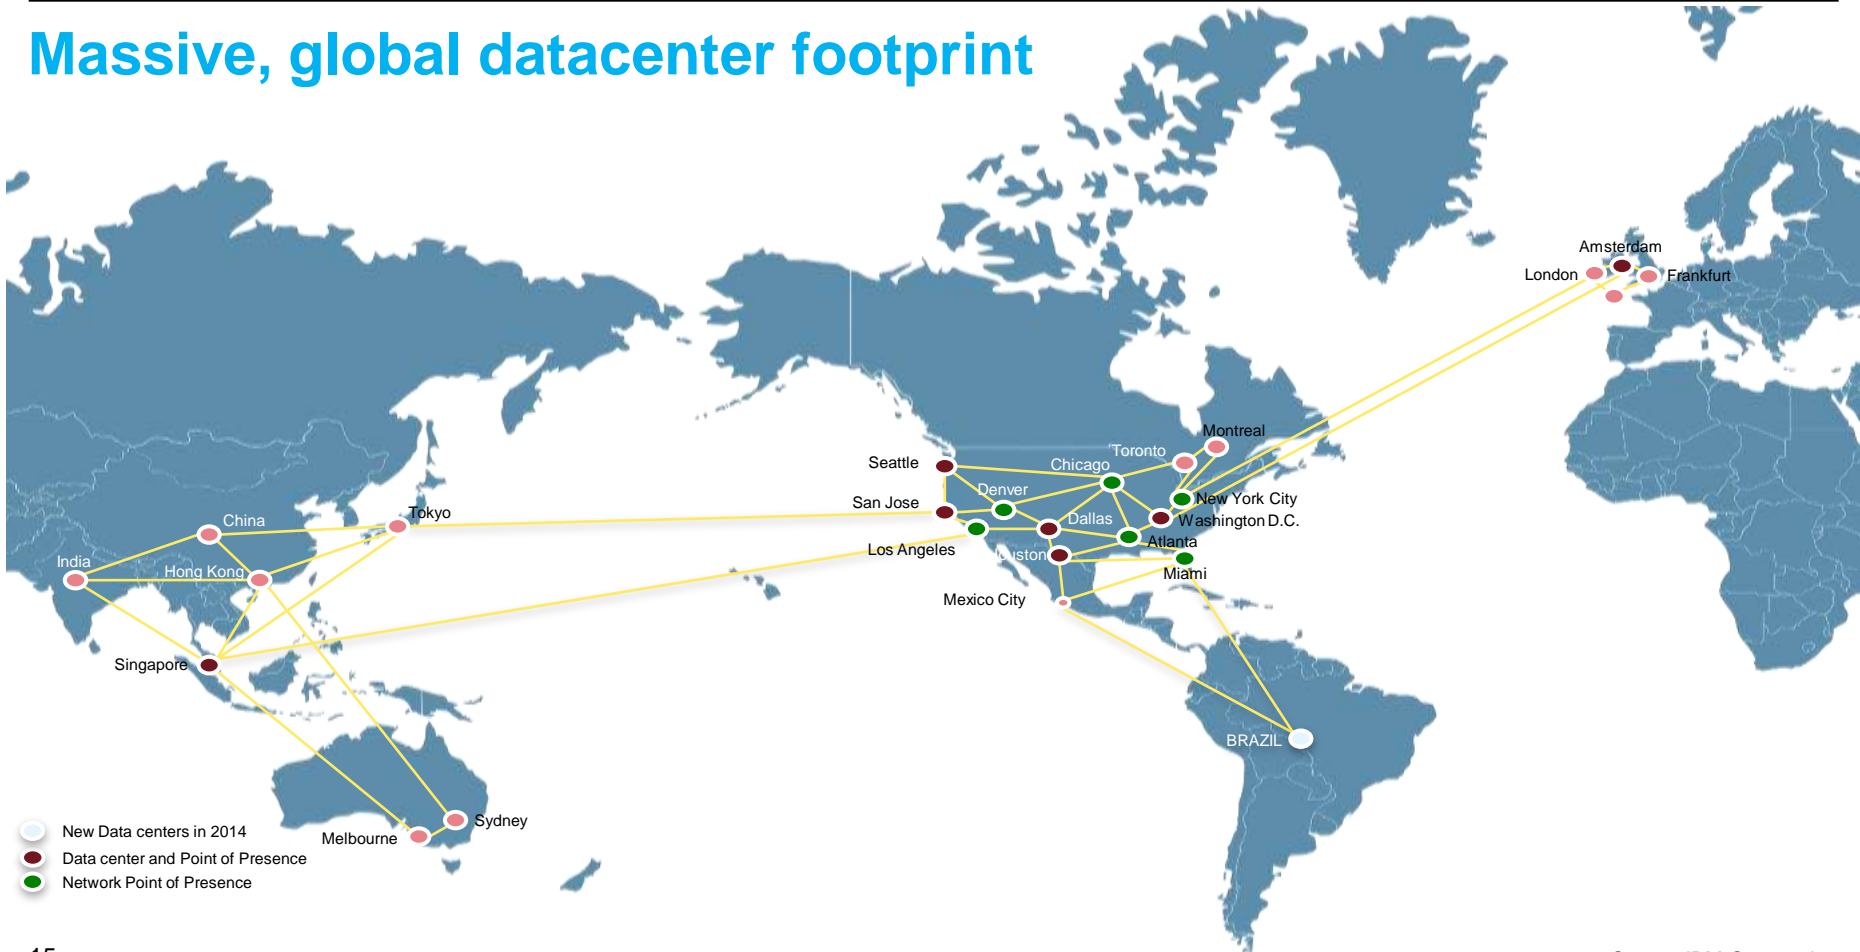 Massive, global datacenter footprint
Amsterdam
London
Frankfurt
Montreal
Toronto
Chicago
Seattle
Denver
San Jose
New York City
Washington D.C.
Dallas
Tokyo
China
Atlanta
Los Angeles
Houston
India
Hong Kong
Miami
Mexico City
Singapore
BRAZIL
Sydney
Melbourne
New Data centers in 2014
Data center and Point of Presence
Network Point of Presence